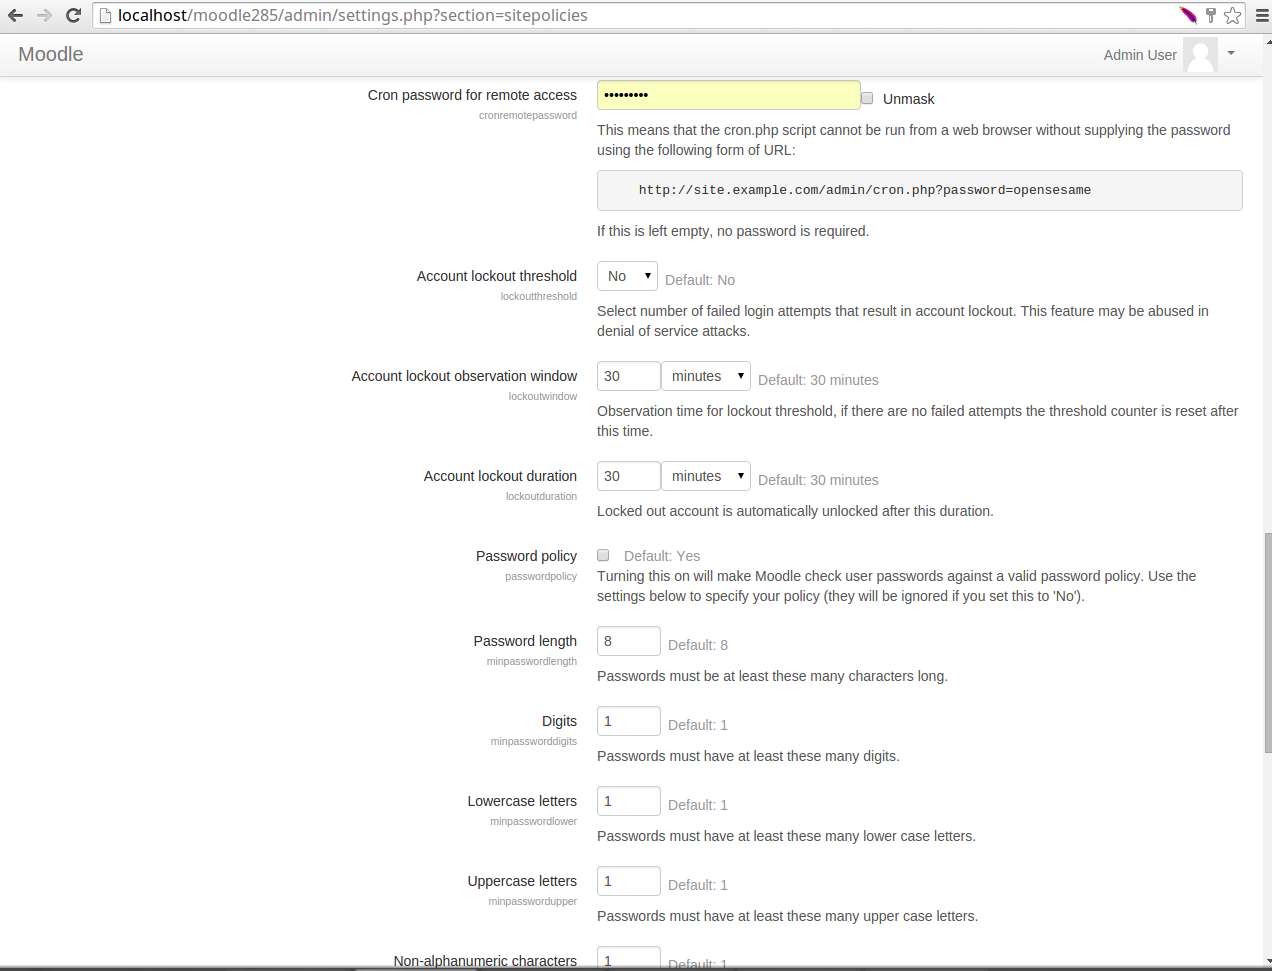 localhost/moodle285/admin/settings.php?section=sitepolicies
Moodle
Admin User
Cron password for remote access
cronremotepassword
•••••••••
Unmask
This means that the cron.php script cannot be run from a web browser without supplying the password
using the following form of URL:
http://site.example.com/admin/cron.php?password=opensesame
If this is left empty, no password is required.
Account lockout threshold
lockoutthreshold
No
Default: No
Select number of failed login attempts that result in account lockout. This feature may be abused in
denial of service attacks.
Account lockout observation window
lockoutwindow
30
minutes
Default: 30 minutes
Observation time for lockout threshold, if there are no failed attempts the threshold counter is reset after
this time.
Account lockout duration
lockoutduration
30
minutes
Default: 30 minutes
Locked out account is automatically unlocked after this duration.
Password policy
passwordpolicy
Default: Yes
Turning this on will make Moodle check user passwords against a valid password policy. Use the
settings below to specify your policy (they will be ignored if you set this to 'No').
Password length
minpasswordlength
8
Default: 8
Passwords must be at least these many characters long.
Digits
minpassworddigits
1
Default: 1
Passwords must have at least these many digits.
Lowercase letters
minpasswordlower
1
Default: 1
Passwords must have at least these many lower case letters.
Uppercase letters
minpasswordupper
1
Default: 1
Passwords must have at least these many upper case letters.
Non-alphanumeric characters
1
Default: 1